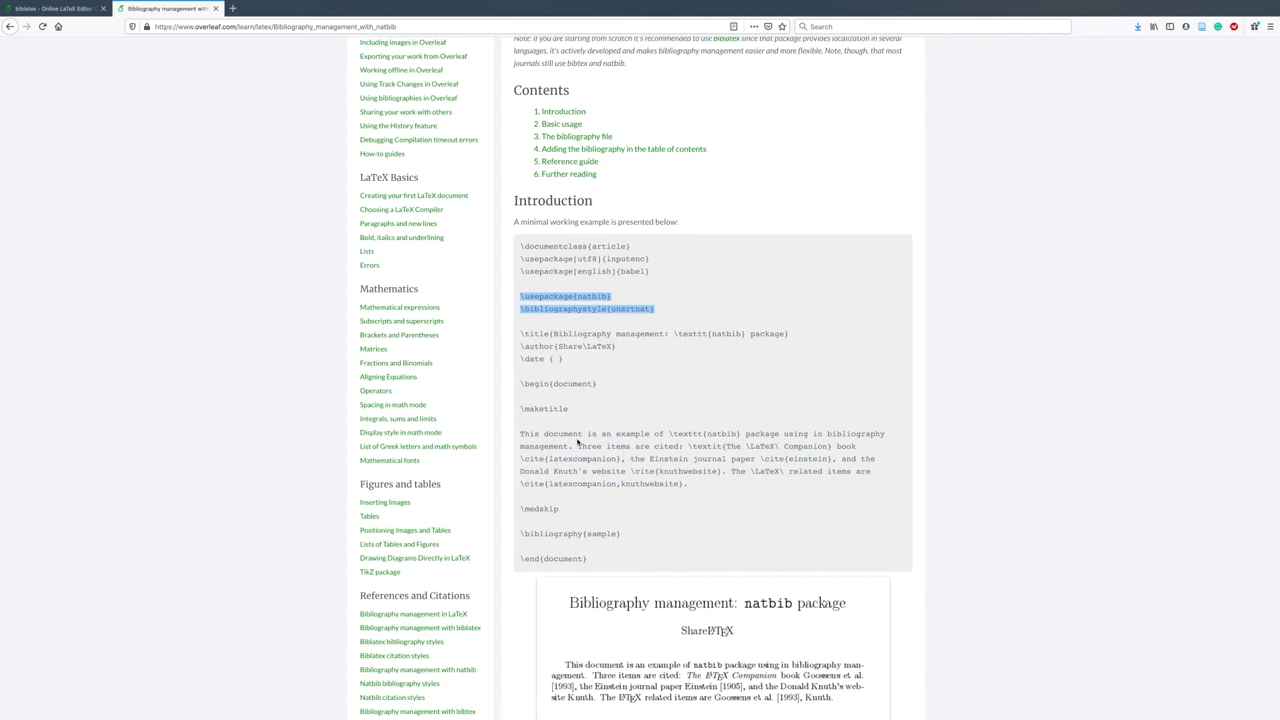 biblatex – Online LaTeX Editor
Bibliography management with
https://www.overleaf.com/learn/latex/Bibliography_management_with_natbib
Search
Including images in Overleaf
Exporting your work from Overleaf
Working offline in Overleaf
Using Track Changes in Overleaf
Using bibliographies in Overleaf
Sharing your work with others
Using the History feature
Debugging Compilation timeout errors
How-to guides
LaTeX Basics
Creating your first LaTeX document
Choosing a LaTeX Compiler
Paragraphs and new lines
Bold, italics and underlining
Lists
Errors
Mathematics
Mathematical expressions
Subscripts and superscripts
Brackets and Parentheses
Matrices
Fractions and Binomials
Aligning Equations
Operators
Spacing in math mode
Integrals, sums and limits
Display style in math mode
List of Greek letters and math symbols
Mathematical fonts
Figures and tables
Inserting Images
Tables
Positioning Images and Tables
Lists of Tables and Figures
Drawing Diagrams Directly in LaTeX
TikZ package
References and Citations
Bibliography management in LaTeX
Bibliography management with biblatex
Biblatex bibliography styles
Biblatex citation styles
Bibliography management with natbib
Natbib bibliography styles
Natbib citation styles
Bibliography management with bibtex
Note: If you are starting from scratch it's recommended to use biblatex since that package provides localization in several
languages, it's actively developed and makes bibliography management easier and more flexible. Note, though, that most
journals still use bibtex and natbib.
Contents
1. Introduction
2. Basic usage
3. The bibliography file
4. Adding the bibliography in the table of contents
5. Reference guide
6. Further reading
Introduction
A minimal working example is presented below:
\documentclass{article}
\usepackage[utf8]{inputenc}
\usepackage[english]{babel}
\usepackage{natbib}
\bibliographystyle{unsrtnat}
\title{Bibliography management: \texttt{natbib} package}
\author{Share\LaTeX}
\date { }
\begin{document}
\maketitle
This document is an example of \texttt{natbib} package using in bibliography
management. Three items are cited: \textit{The \LaTeX\ Companion} book
\cite{latexcompanion}, the Einstein journal paper \cite{einstein}, and the
Donald Knuth's website \cite{knuthwebsite}. The \LaTeX\ related items are
\cite{latexcompanion,knuthwebsite}.
\medskip
\bibliography{sample}
\end{document}
Bibliography management: natbib package
ShareLATEX
This document is an example of natbib package using in bibliography man-
agement. Three items are cited: The LATEX Companion book Goossens et al.
[1993], the Einstein journal paper Einstein [1905], and the Donald Knuth's web-
site Knuth. The LATEX related items are Goossens et al. [1993], Knuth.